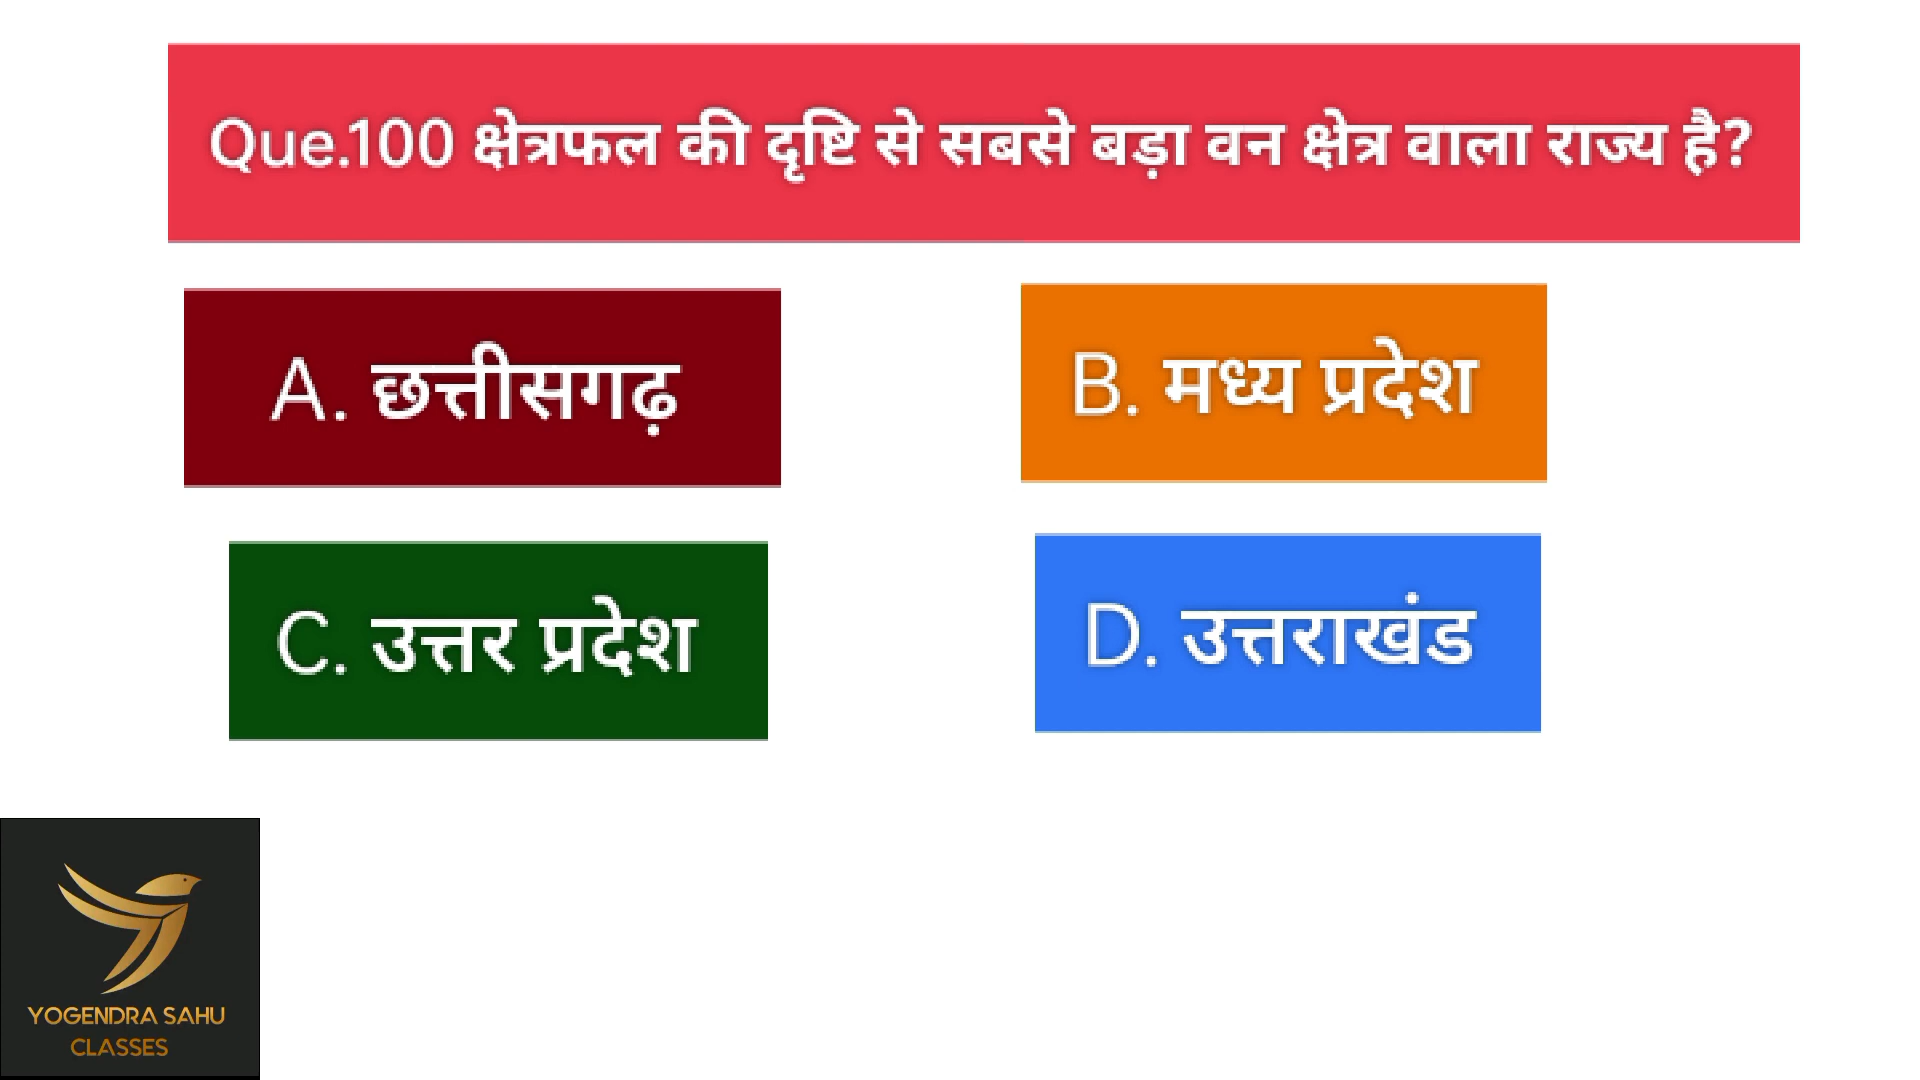 Que.100 क्षेत्रफल की दृष्टि से सबसे बड़ा वन क्षेत्र वाला राज्य है?
A. छत्तीसगढ़
B. मध्य प्रदेश
C. उत्तर प्रदेश
D. उत्तराखंड
YOGENDRA SAHU
CLASSES